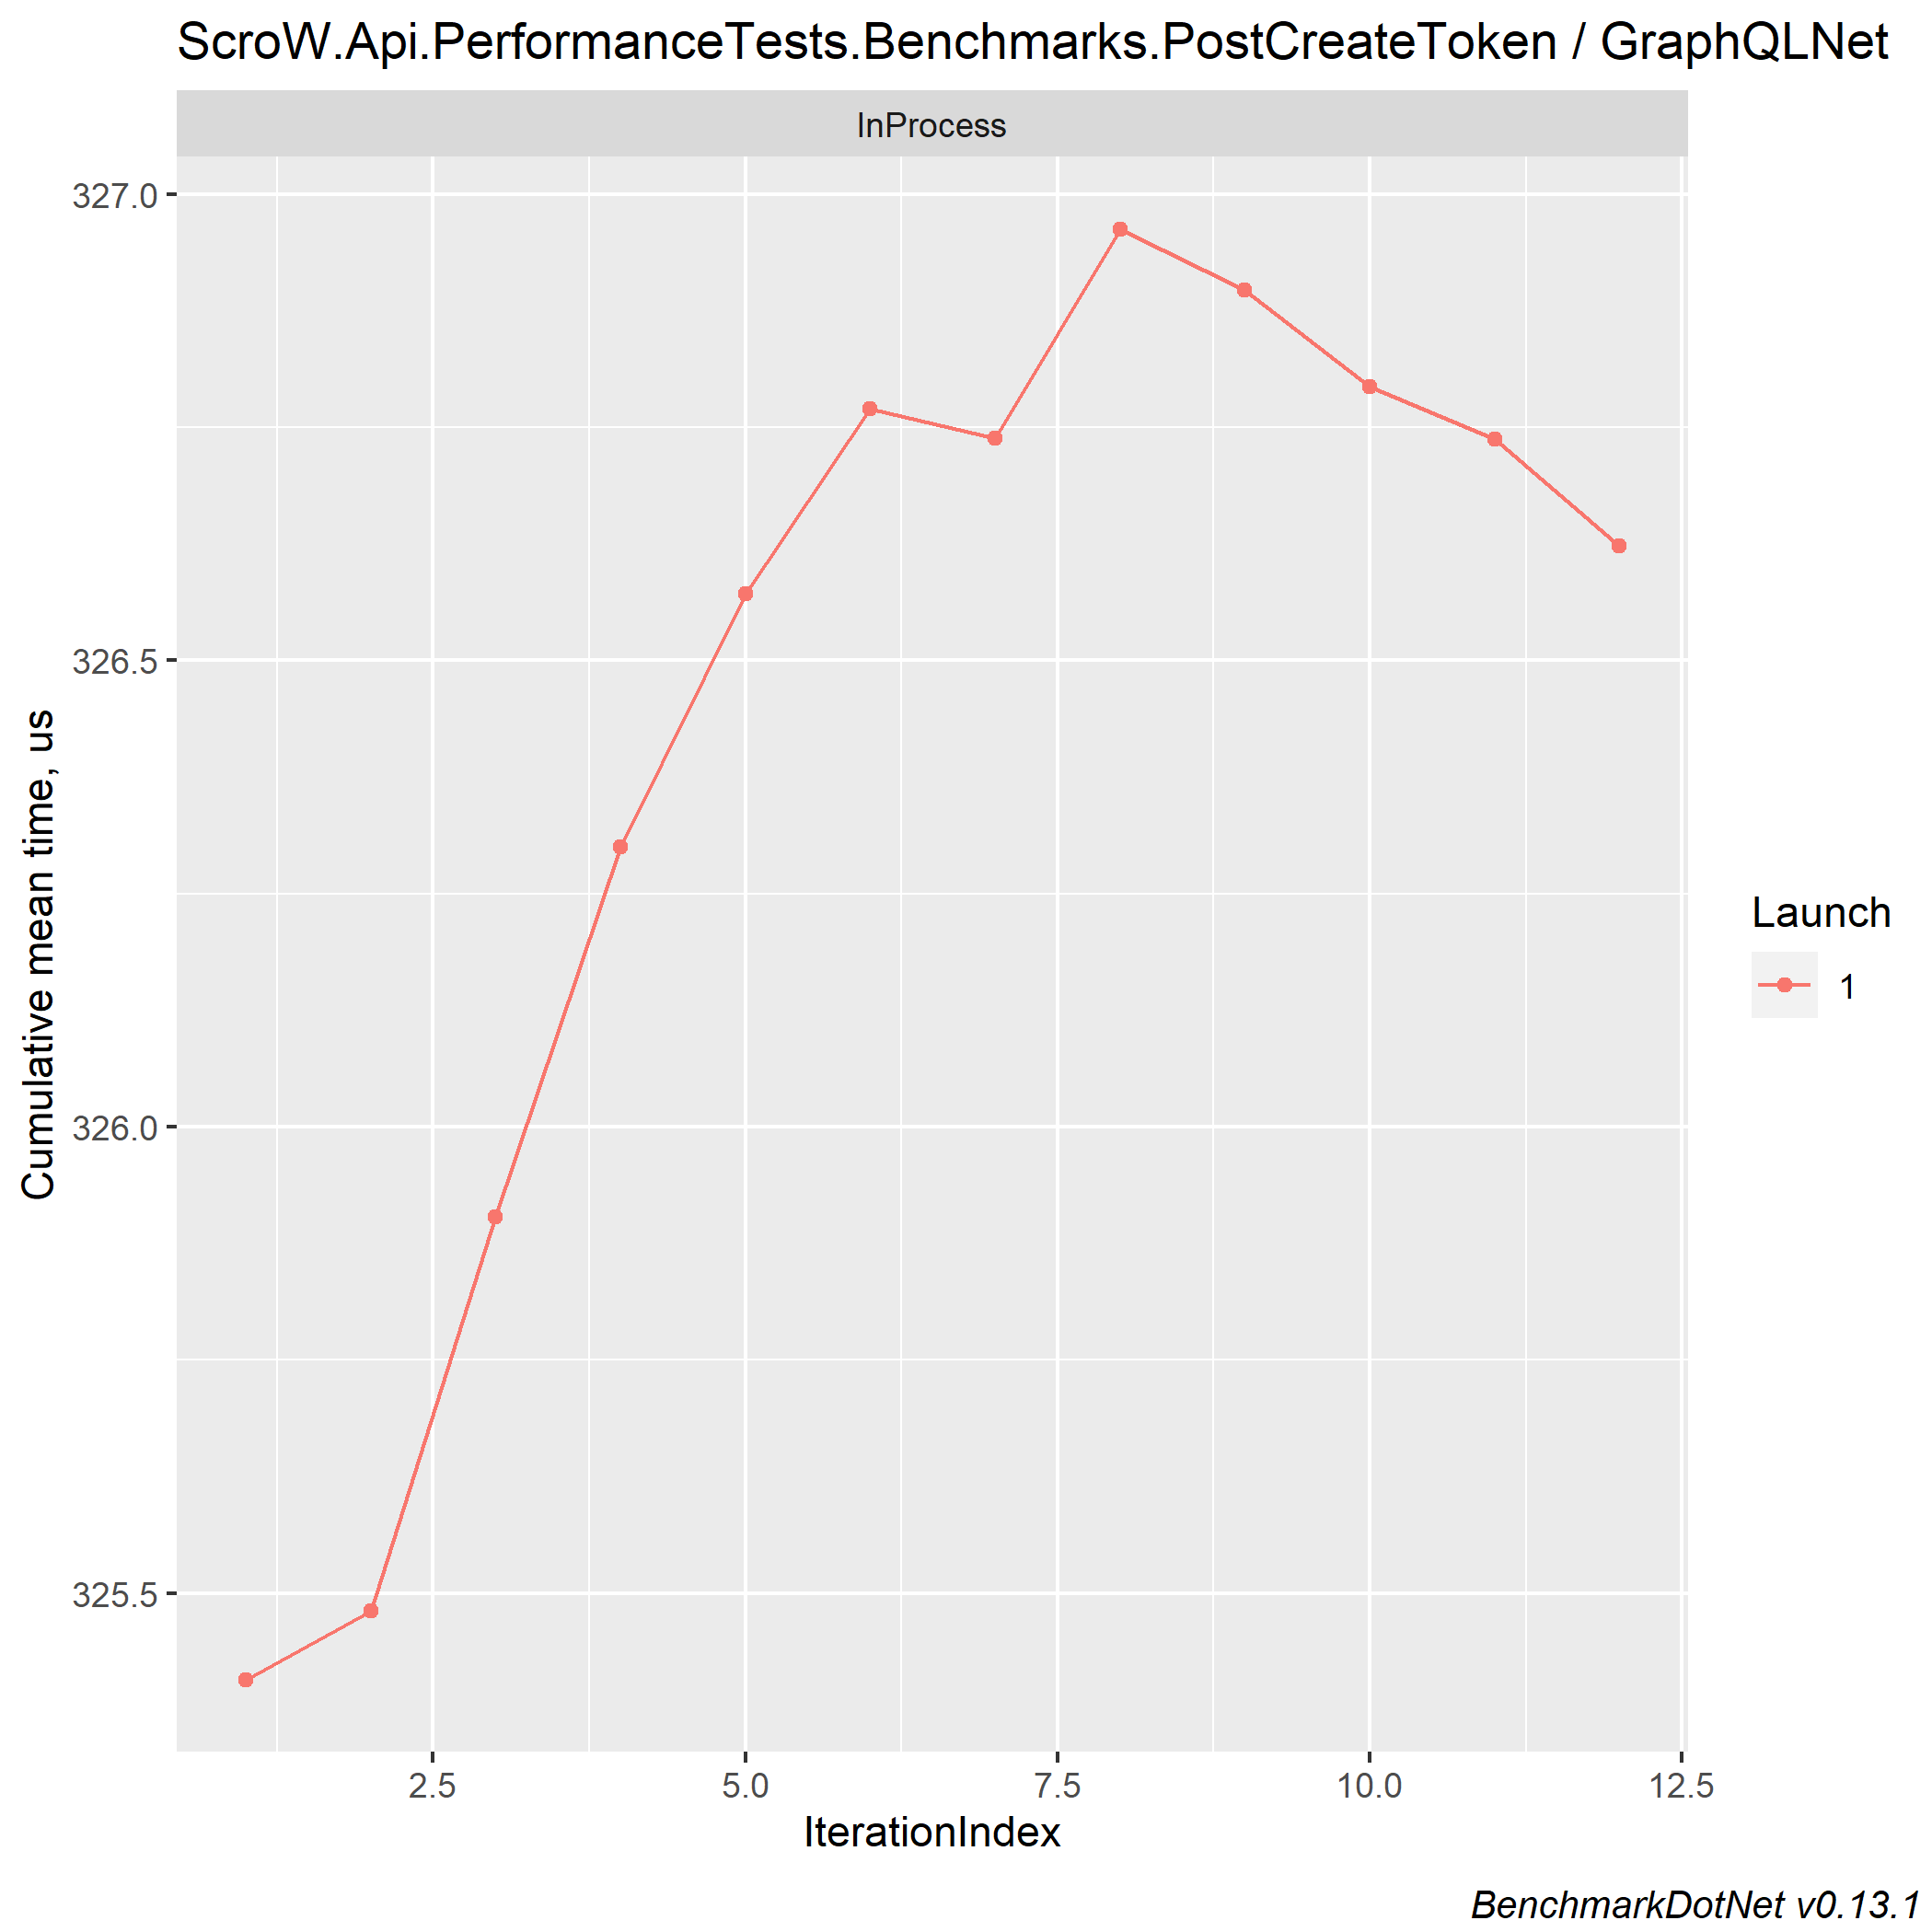 ScroW.Api.PerformanceTests.Benchmarks.PostCreateToken / GraphQLNet
InProcess
327.0
326.5
326.0
325.5
Cumulative mean time, us
2.5 5.0 7.5 10.0 12.5
IterationIndex
Launch
1
BenchmarkDotNet v0.13.1